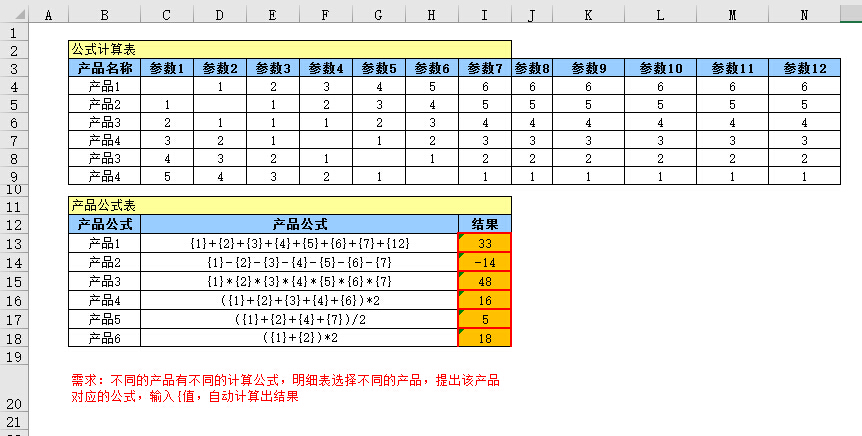 A B C D E F G H I J K L M N
1
2 公式计算表
3 产品名称 参数1 参数2 参数3 参数4 参数5 参数6 参数7 参数8 参数9 参数10 参数11 参数12
4 产品1 1 2 3 4 5 6 6 6 6 6 6
5 产品2 1 1 2 3 4 5 5 5 5 5 5
6 产品3 2 1 1 1 2 3 4 4 4 4 4 4
7 产品4 3 2 1 1 2 3 3 3 3 3 3
8 产品3 4 3 2 1 1 2 2 2 2 2 2
9 产品4 5 4 3 2 1 1 1 1 1 1 1
10
11 产品公式表
12 产品公式 产品公式 结果
13 产品1 {1}+{2}+{3}+{4}+{5}+{6}+{7}+{12} 33
14 产品2 {1}-{2}-{3}-{4}-{5}-{6}-{7} -14
15 产品3 {1}*{2}*{3}*{4}*{5}*{6}*{7} 48
16 产品4 ({1}+{2}+{3}+{4}+{6})*2 16
17 产品5 ({1}+{2}+{4}+{7})/2 5
18 产品6 ({1}+{2})*2 18
19
需求：不同的产品有不同的计算公式，明细表选择不同的产品，提出该产品
20 对应的公式，输入{值，自动计算出结果
21